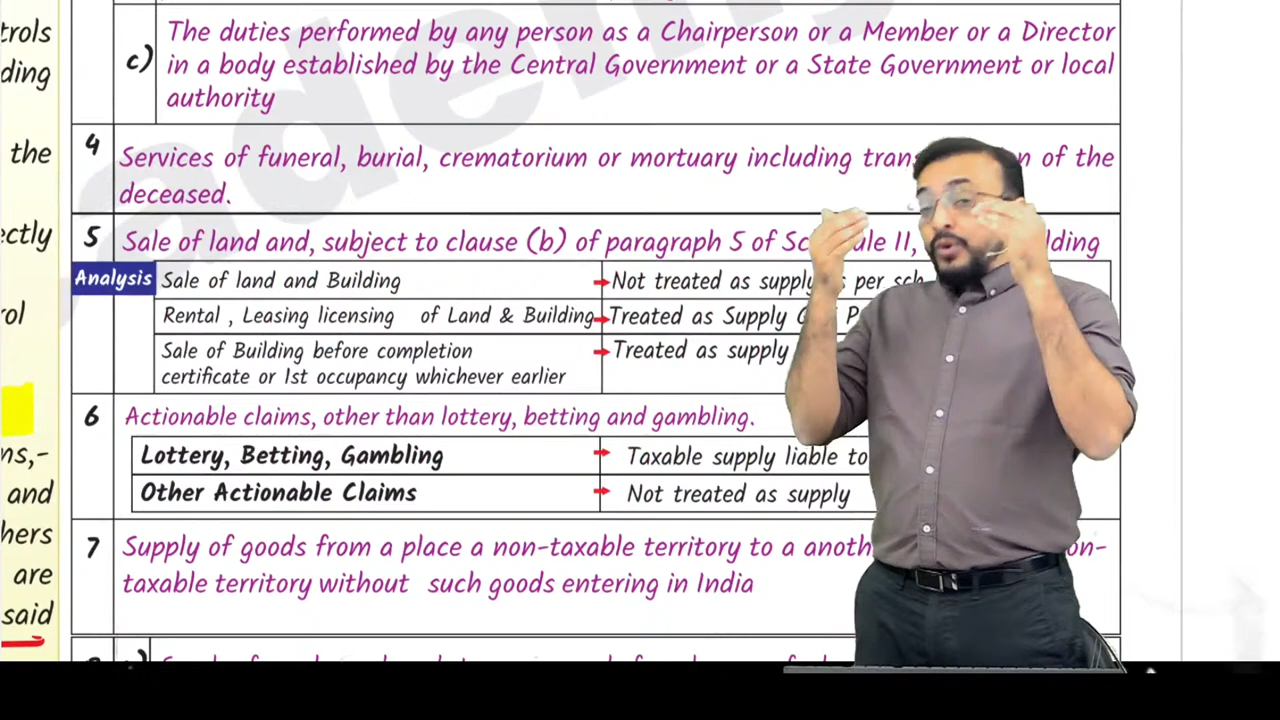 trols
ding
the
ectly
rol
ns,-
and
hers
are
said
c) The duties performed by any person as a Chairperson or a Member or a Director
in a body established by the Central Government or a State Government or local
authority
4 Services of funeral, burial, crematorium or mortuary including tran n of the
deceased.
5 Sale of land and, subject to clause (b) of paragraph 5 of Sc ule II, lding
Analysis Sale of land and Building Not treated as supply s per sch
Rental , Leasing licensing of Land & Building Treated as Supply
Sale of Building before completion Treated as supply
certificate or 1st occupancy whichever earlier
6 Actionable claims, other than lottery, betting and gambling.
Lottery, Betting, Gambling Taxable supply liable to
Other Actionable Claims Not treated as supply
7 Supply of goods from a place a non-taxable territory to a anoth on-
taxable territory without such goods entering in India
ademy